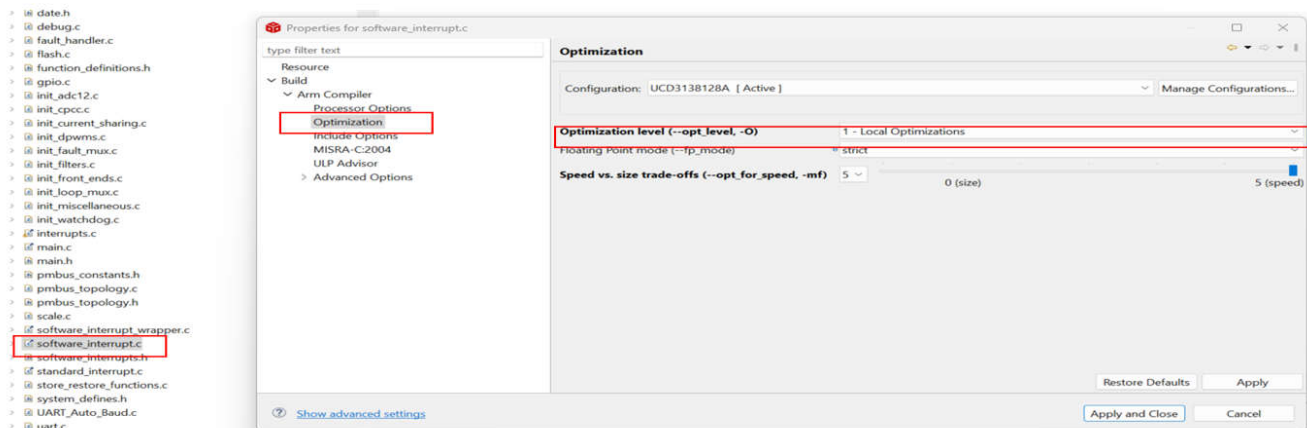 date.h
debug.c
fault_handler.c
flash.c
function_definitions.h
gpio.c
init_adc12.c
init_cpcc.c
init_current_sharing.c
init_dpwms.c
init_fault_mux.c
init_filters.c
init_front_ends.c
init_loop_mux.c
init_miscellaneous.c
init_watchdog.c
interrupts.c
main.c
main.h
pmbus_constants.h
pmbus_topology.c
pmbus_topology.h
scale.c
software_interrupt_wrapper.c
software_interrupt.c
software_interrupts.h
standard_interrupt.c
store_restore_functions.c
system_defines.h
UART_Auto_Baud.c
uart.c
Properties for software_interrupt.c
type filter text
Resource
Build
Arm Compiler
Processor Options
Optimization
Include Options
MISRA-C:2004
ULP Advisor
Advanced Options
Optimization
Configuration: UCD3138128A [ Active ] Manage Configurations...
Optimization level (--opt_level, -O) 1 - Local Optimizations
Floating Point mode (--fp_mode) strict
Speed vs. size trade-offs (--opt_for_speed, -mf) 5
0 (size) 5 (speed)
Restore Defaults Apply
Show advanced settings Apply and Close Cancel